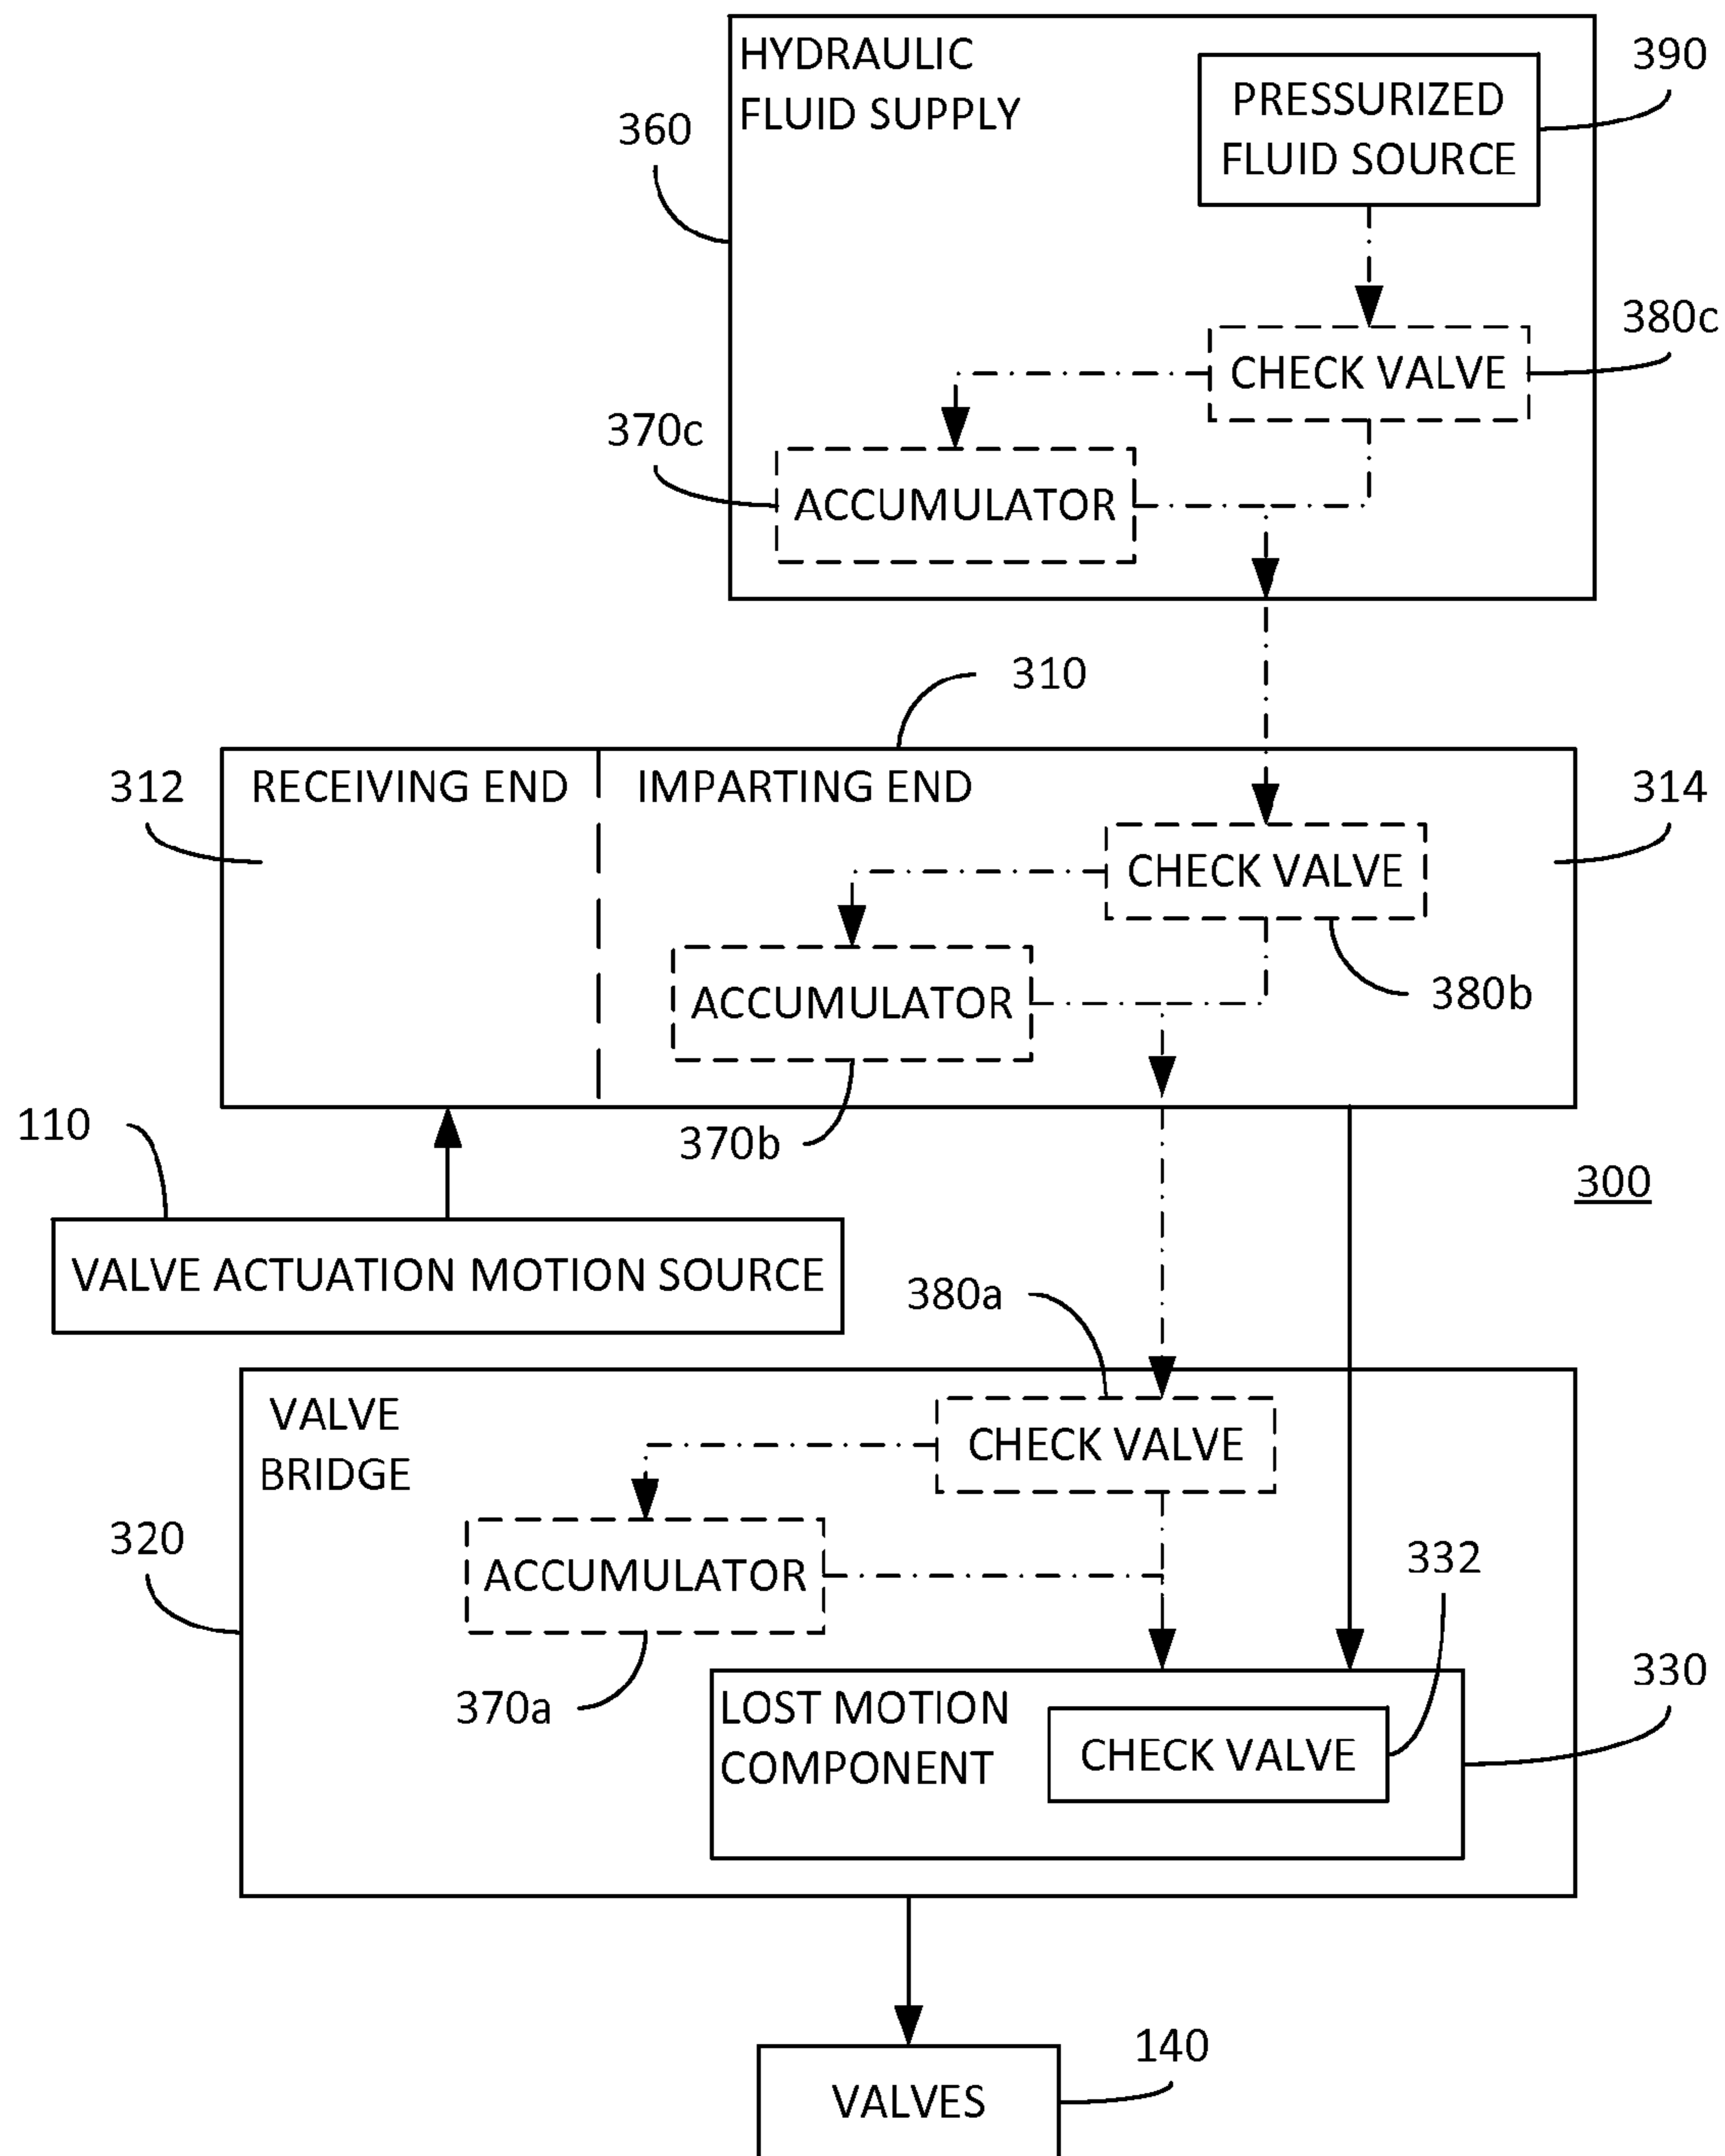 HYDRAULIC
FLUID SUPPLY
PRESSURIZED
FLUID SOURCE
390
360
380c
CHECK VALVE
370c
ACCUMULATOR
310
312
RECEIVING END
IMPARTING END
314
CHECK VALVE
380b
ACCUMULATOR
370b
110
300
VALVE ACTUATION MOTION SOURCE
380a
VALVE
BRIDGE
CHECK VALVE
320
ACCUMULATOR
332
370a
LOST MOTION
COMPONENT
CHECK VALVE
330
140
VALVES